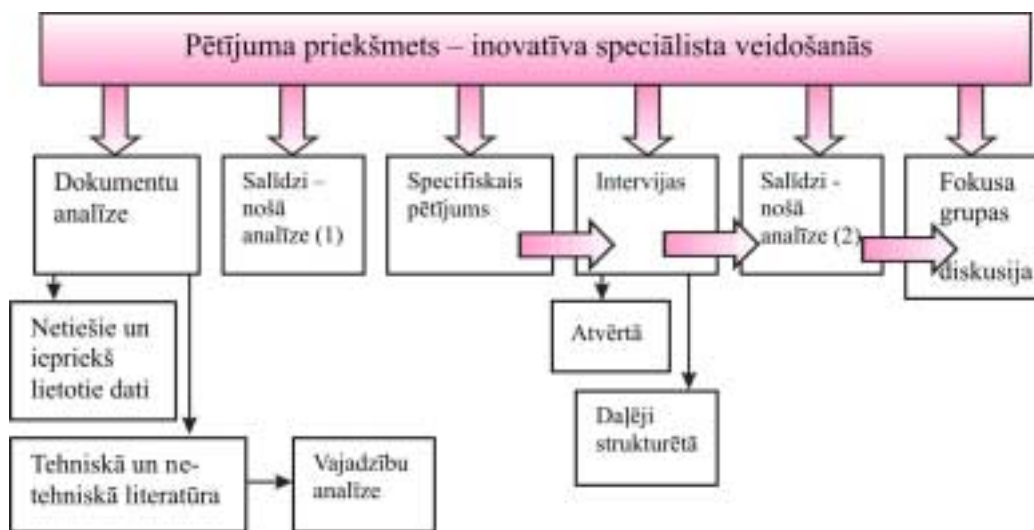 Pētījuma priekšmets – inovatīva speciālista veidošanās
Dokumentu
analīze
Salīdzi –
nošā
analīze (1)
Specifiskais
pētījums
Intervijas
Salīdzi -
nošā
analīze (2)
Fokusa
grupas
diskusija
Netiešie un
iepriekš
lietotie dati
Atvērtā
Daļēji
strukturētā
Tehniskā un ne-
tehniskā literatūra
Vajadzību
analīze